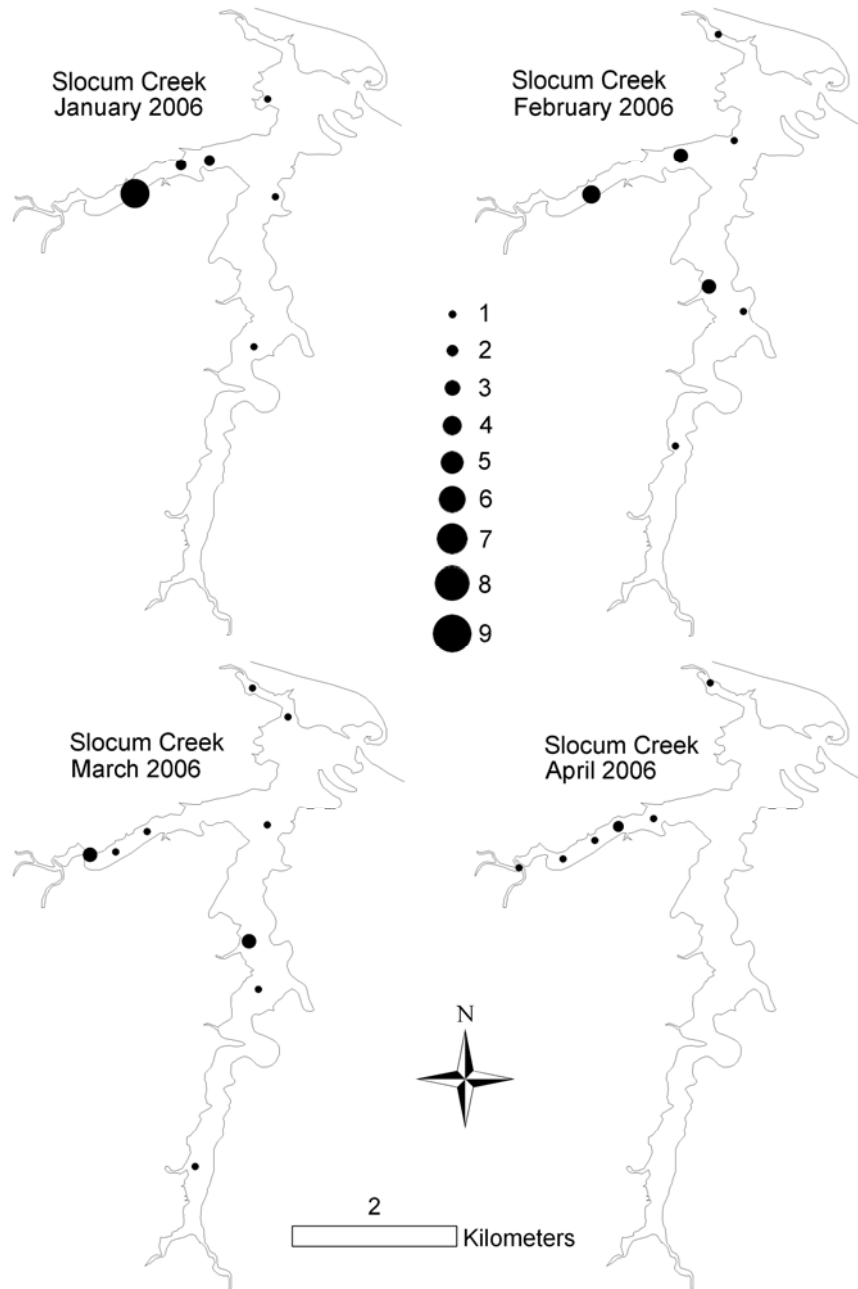 Slocum Creek
January 2006
Slocum Creek
February 2006
1
2
3
4
5
6
7
8
9
Slocum Creek
March 2006
Slocum Creek
April 2006
N
2
Kilometers